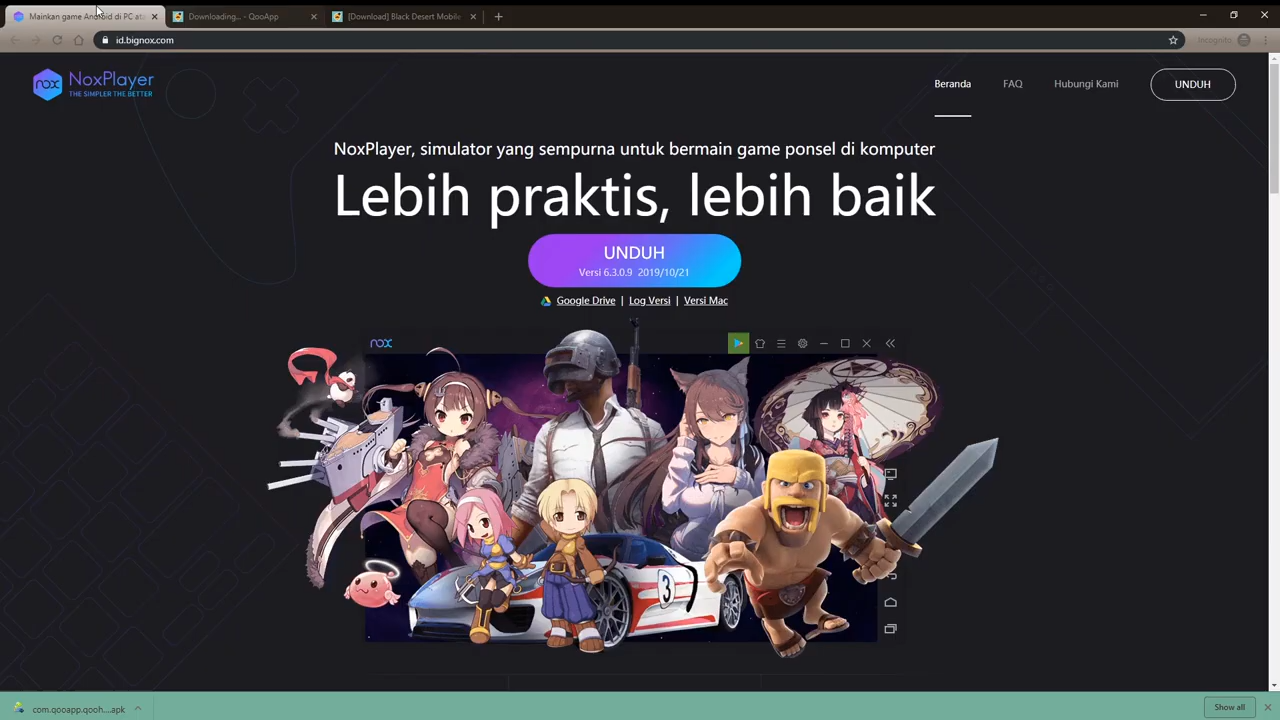 Mainkan game Android di PC ata
Downloading... - QooApp
[Download] Black Desert Mobile
id.bignox.com
Incognito
nox
NoxPlayer
THE SIMPLER THE BETTER
Beranda
FAQ
Hubungi Kami
UNDUH
NoxPlayer, simulator yang sempurna untuk bermain game ponsel di komputer
Lebih praktis, lebih baik
UNDUH
Versi 6.3.0.9 2019/10/21
Google Drive | Log Versi | Versi Mac
nox
3
com.qooapp.qooh....apk
Show all